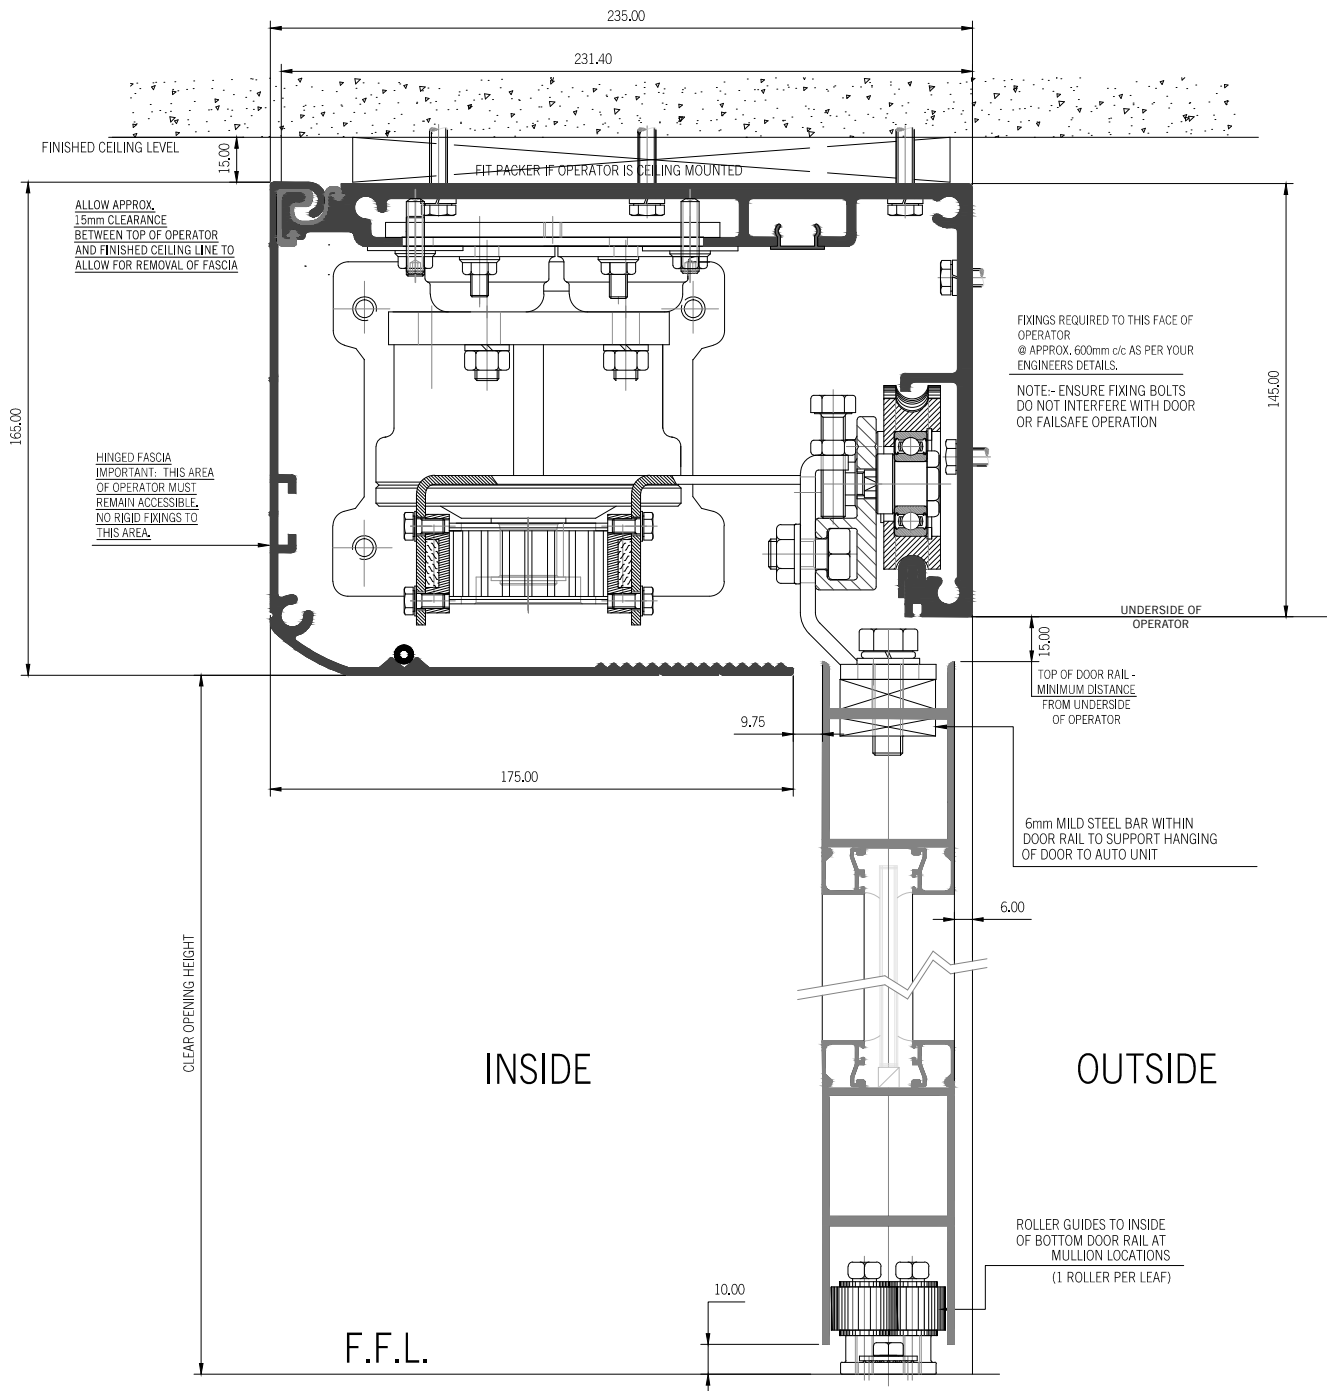 235.00
231.40
FINISHED CEILING LEVEL
15.00
FIT PACKER IF OPERATOR IS CEILING MOUNTED
ALLOW APPROX.
15mm CLEARANCE
BETWEEN TOP OF OPERATOR
AND FINISHED CEILING LINE TO
ALLOW FOR REMOVAL OF FASCIA
FIXINGS REQUIRED TO THIS FACE OF
OPERATOR
@ APPROX. 600mm c/c AS PER YOUR
ENGINEERS DETAILS.
NOTE:- ENSURE FIXING BOLTS
DO NOT INTERFERE WITH DOOR
OR FAILSAFE OPERATION
145.00
165.00
HINGED FASCIA
IMPORTANT: THIS AREA
OF OPERATOR MUST
REMAIN ACCESSIBLE.
NO RIGID FIXINGS TO
THIS AREA.
UNDERSIDE OF
OPERATOR
15.00
TOP OF DOOR RAIL -
MINIMUM DISTANCE
FROM UNDERSIDE
OF OPERATOR
9.75
175.00
6mm MILD STEEL BAR WITHIN
DOOR RAIL TO SUPPORT HANGING
OF DOOR TO AUTO UNIT
6.00
CLEAR OPENING HEIGHT
INSIDE
OUTSIDE
ROLLER GUIDES TO INSIDE
OF BOTTOM DOOR RAIL AT
MULLION LOCATIONS
(1 ROLLER PER LEAF)
10.00
F.F.L.